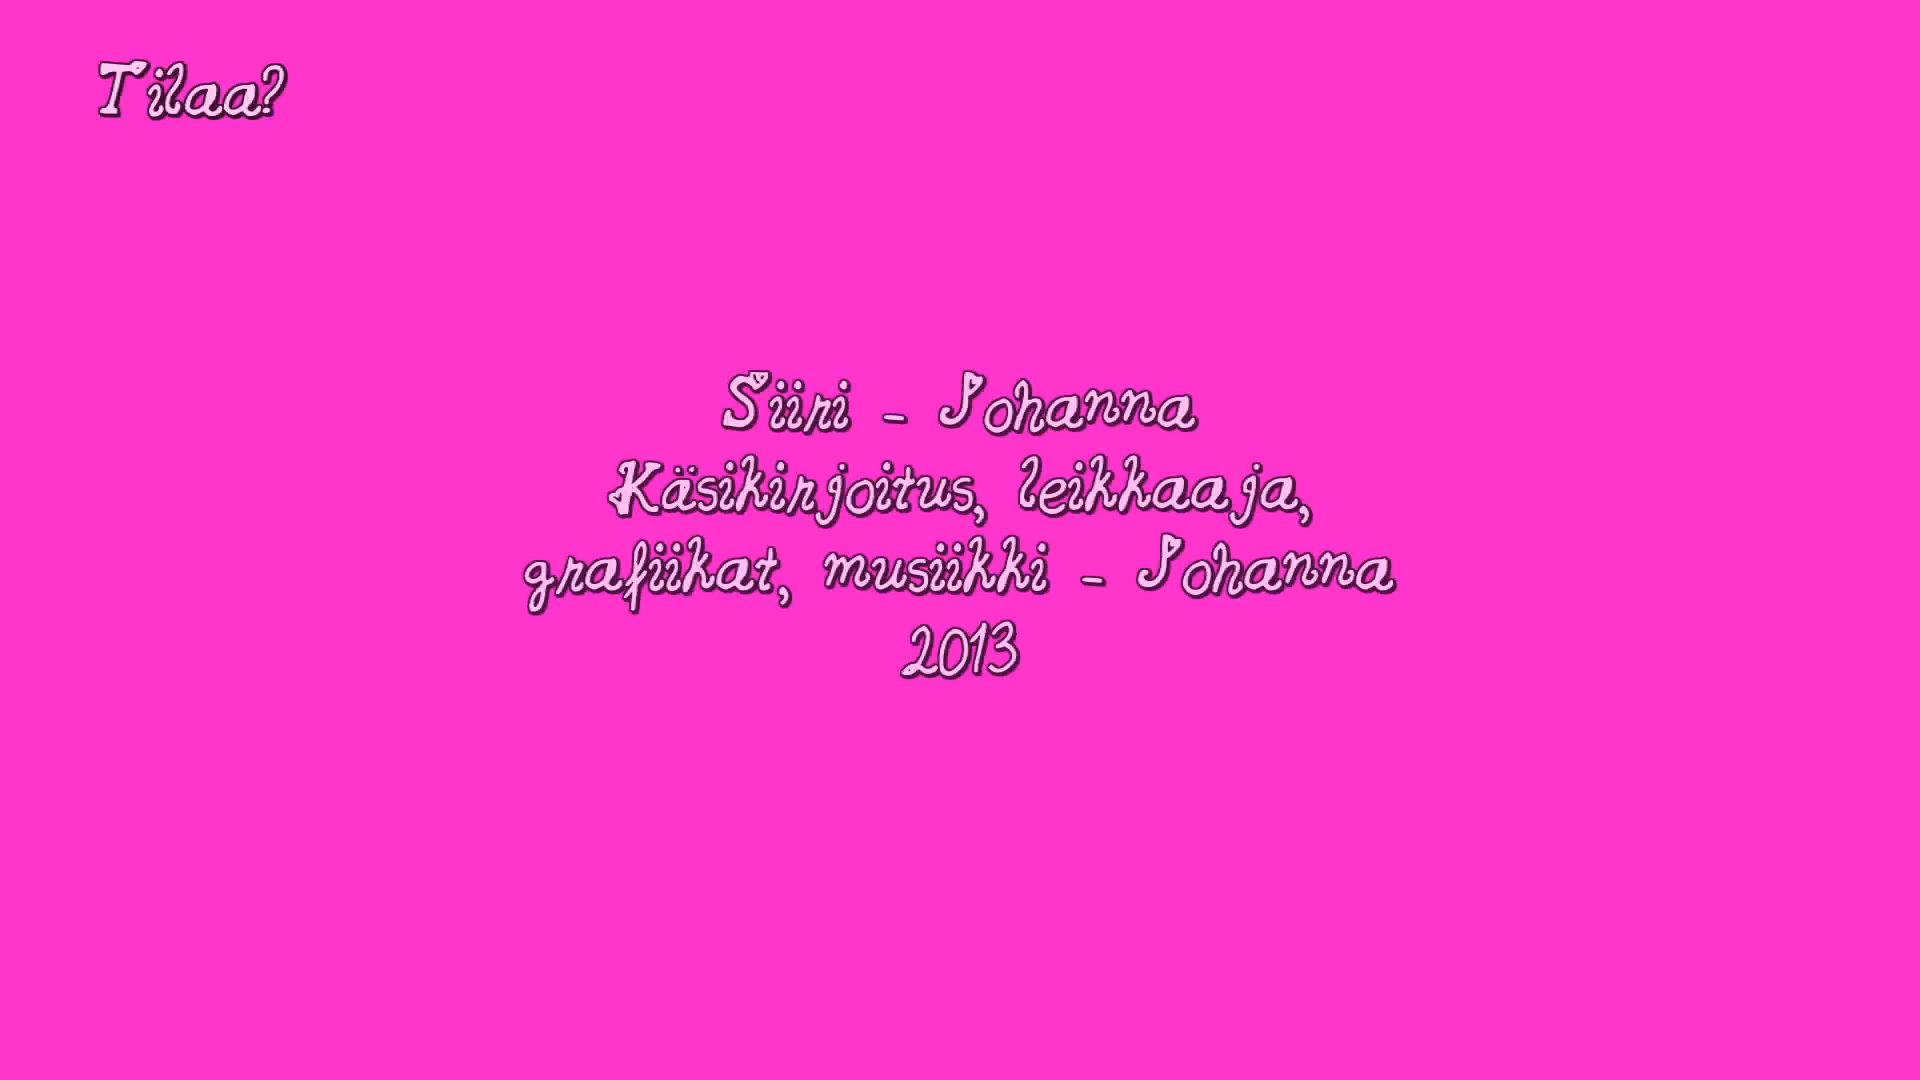 Tilaa?
Siiri - Johanna
Käsikirjoitus, leikkaaja,
grafiikat, musiikki - Johanna
2013